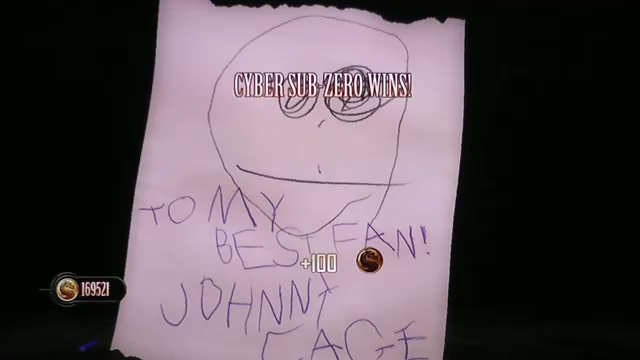 CYBER SUB-ZERO WINS!
TO MY
BEST FAN!
+100
169521
JOHNNY
CAGE